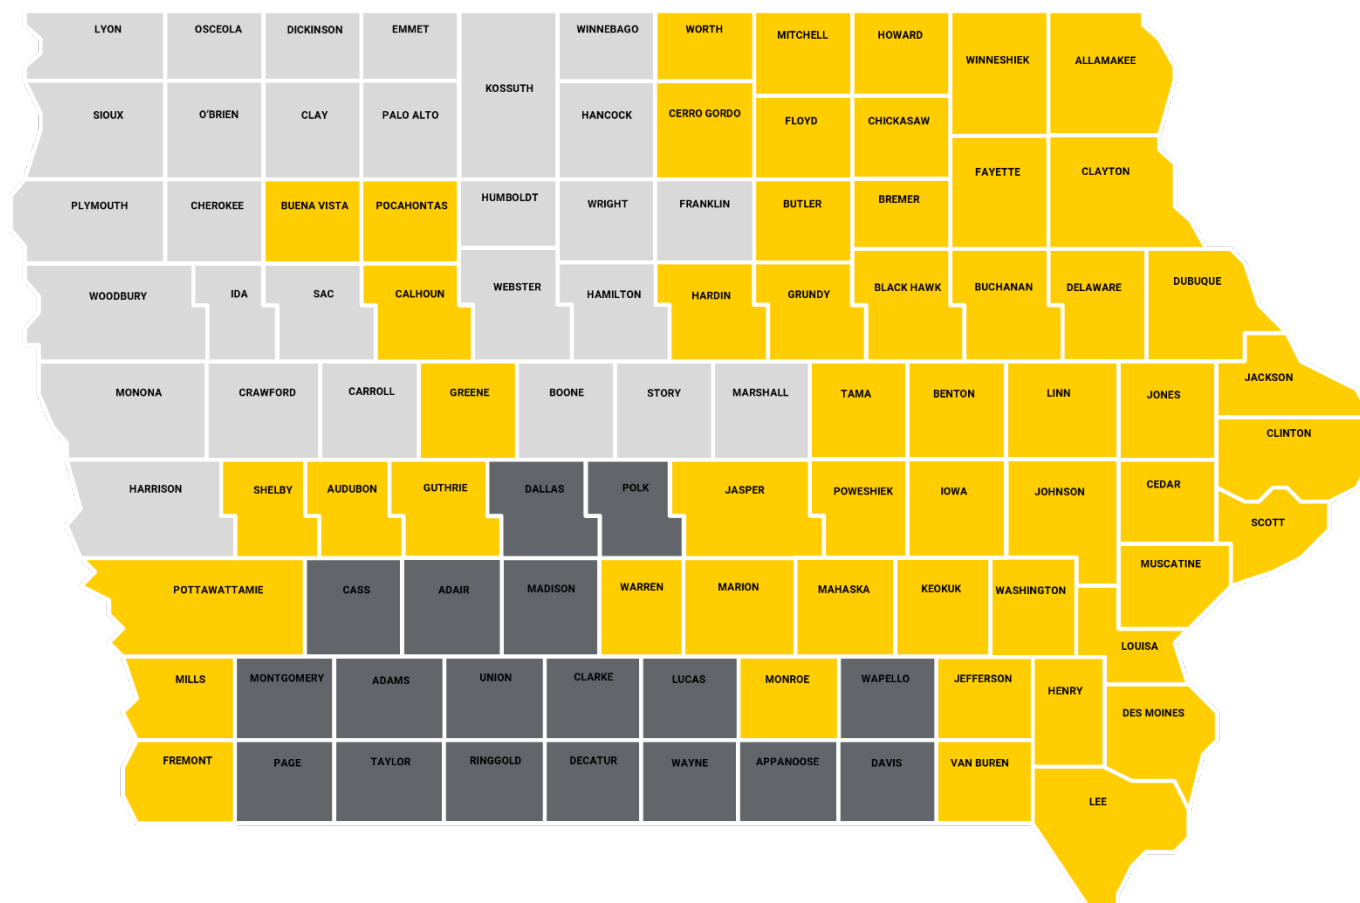 LYON
OSCEOLA
DICKINSON
EMMET
KOSSUTH
WINNEBAGO
WORTH
MITCHELL
HOWARD
WINNESHIEK
ALLAMAKEE
SIOUX
O'BRIEN
CLAY
PALO ALTO
HANCOCK
CERRO GORDO
FLOYD
CHICKASAW
FAYETTE
CLAYTON
PLYMOUTH
CHEROKEE
BUENA VISTA
POCAHONTAS
HUMBOLDT
WRIGHT
FRANKLIN
BUTLER
BREMER
WOODBURY
IDA
SAC
CALHOUN
WEBSTER
HAMILTON
HARDIN
GRUNDY
BLACK HAWK
BUCHANAN
DELAWARE
DUBUQUE
MONONA
CRAWFORD
CARROLL
GREENE
BOONE
STORY
MARSHALL
TAMA
BENTON
LINN
JONES
JACKSON
CLINTON
HARRISON
SHELBY
AUDUBON
GUTHRIE
DALLAS
POLK
JASPER
POWESHIEK
IOWA
JOHNSON
CEDAR
SCOTT
MUSCATINE
POTTAWATTAMIE
CASS
ADAIR
MADISON
WARREN
MARION
MAHASKA
KEOKUK
WASHINGTON
LOUISA
MILLS
MONTGOMERY
ADAMS
UNION
CLARKE
LUCAS
MONROE
WAPELLO
JEFFERSON
HENRY
DES MOINES
FREMONT
PAGE
TAYLOR
RINGGOLD
DECATUR
WAYNE
APPANOOSE
DAVIS
VAN BUREN
LEE